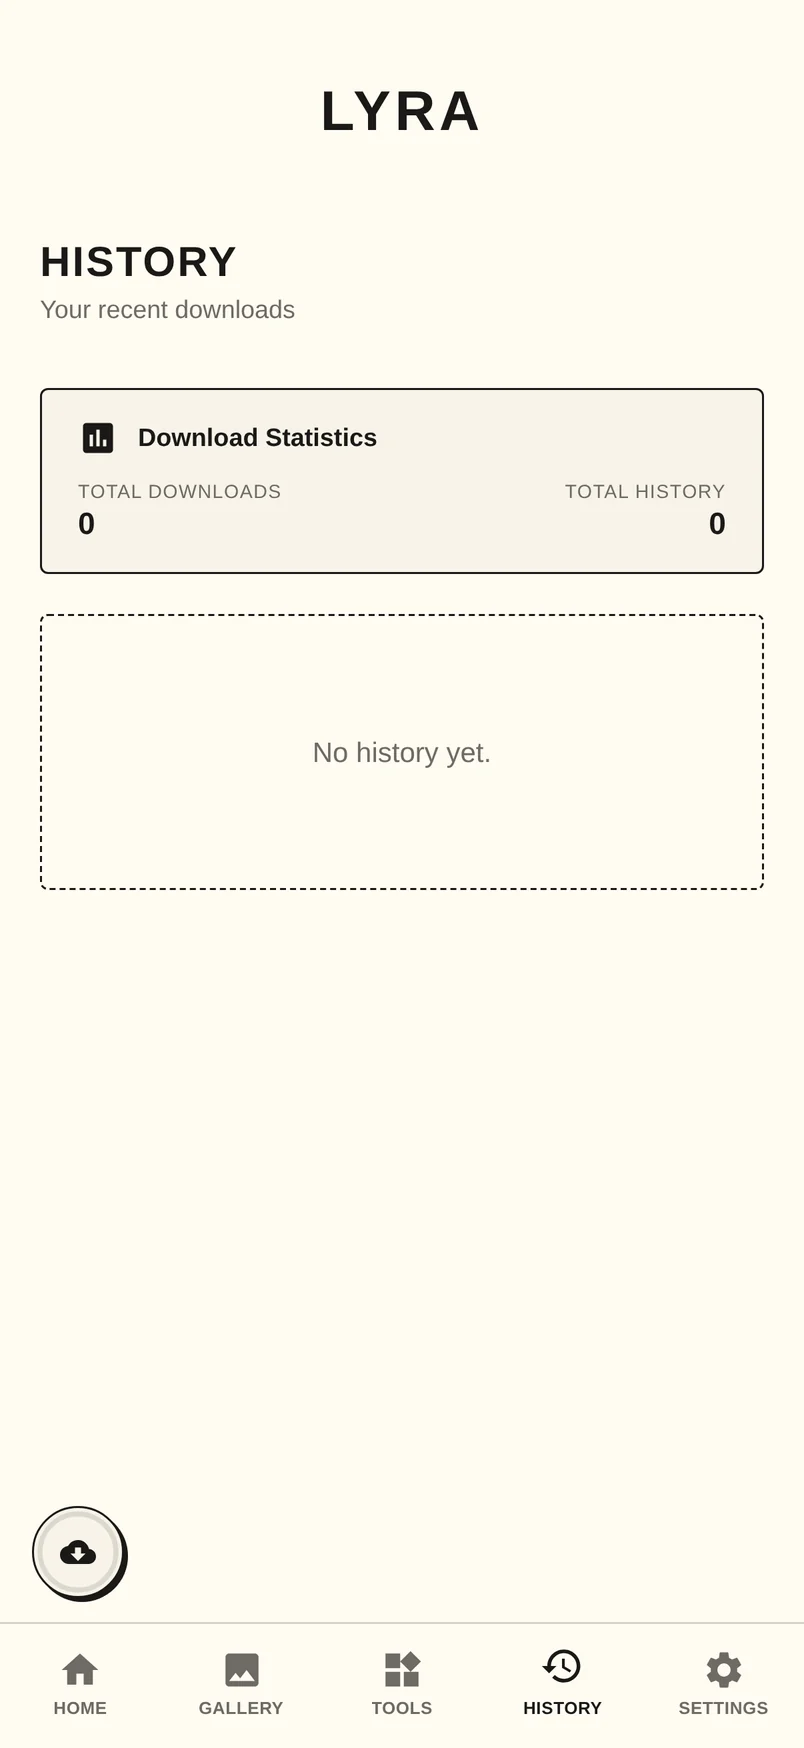 LYRA
HISTORY
Your recent downloads
Download Statistics
TOTAL DOWNLOADS TOTAL HISTORY
0 0
No history yet.
HOME GALLERY TOOLS HISTORY SETTINGS